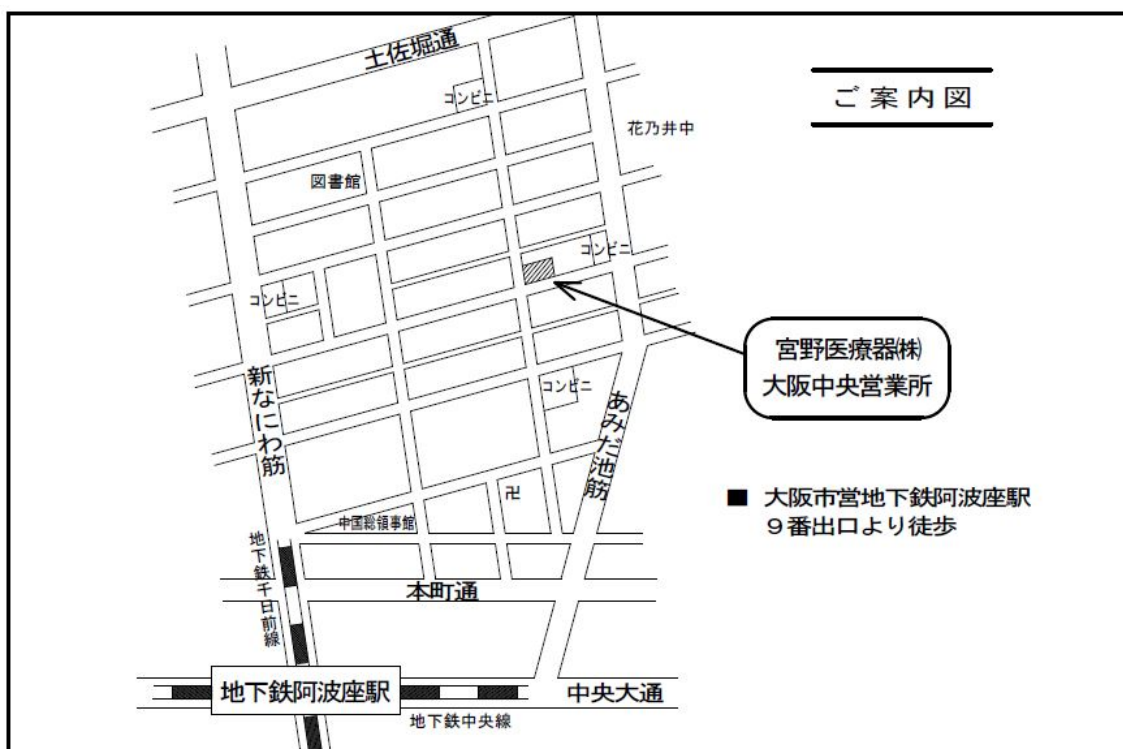 土佐堀通
コンビニ
ご案内図
花乃井中
図書館
コンビニ
コンビニ
宮野医療器㈱
大阪中央営業所
新なにわ筋
コンビニ
あみだ池筋
■ 大阪市営地下鉄阿波座駅
９番出口より徒歩
卍
中国総領事館
地下鉄千日前線
本町通
地下鉄阿波座駅
中央大通
地下鉄中央線